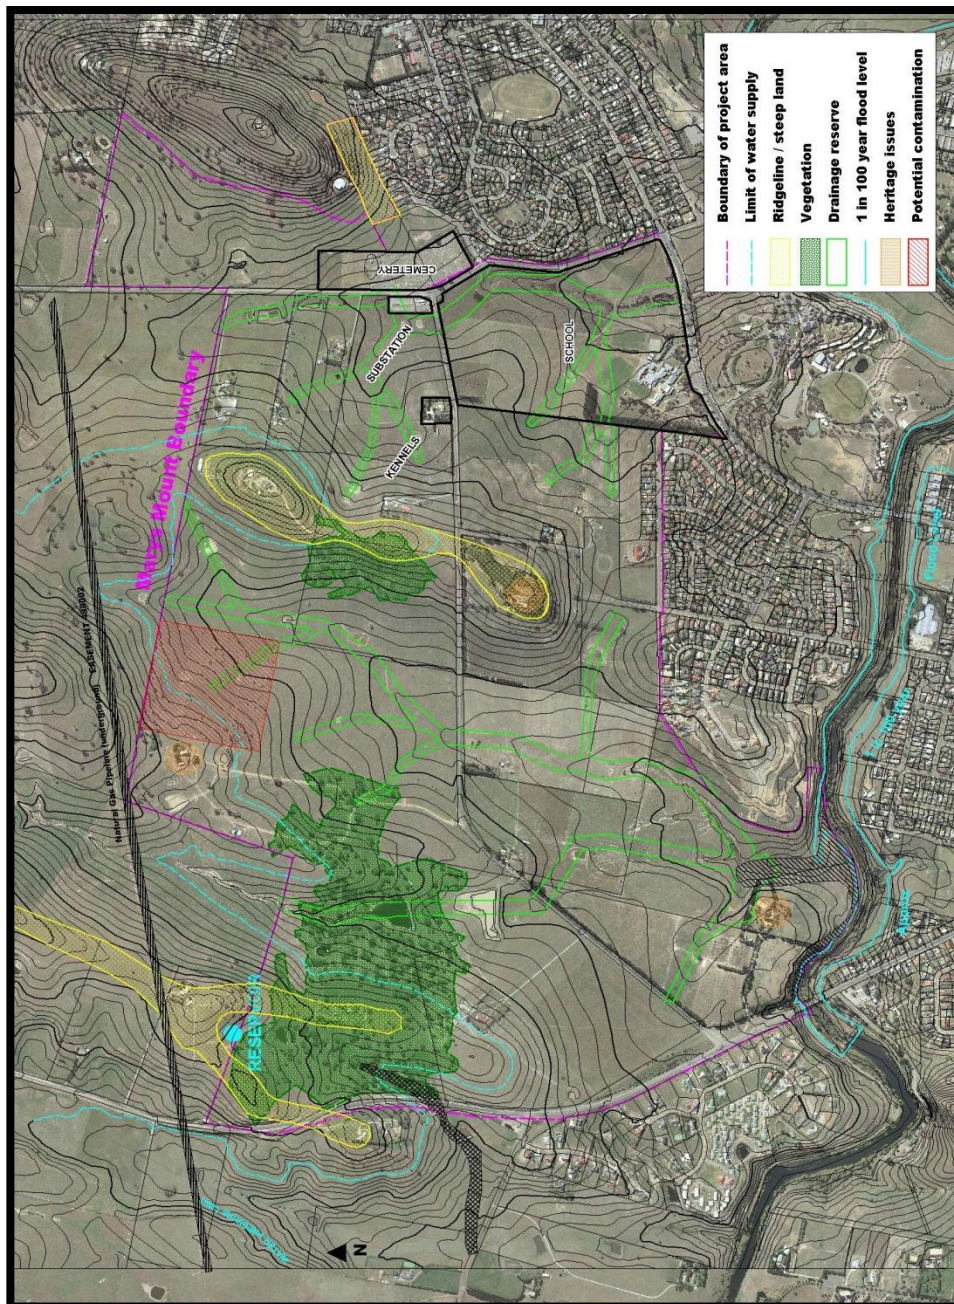 Boundary of project area
Limit of water supply
Ridgeline / steep land
Vegetation
Drainage reserve
1 in 100 year flood level
Heritage issues
Potential contamination
CEMETERY
SUBSTATION
SCHOOL
KENNELS
Marys Mount Boundary
Natural Gas Pipeline (underground) EASEMENT
RESERVOIR
N